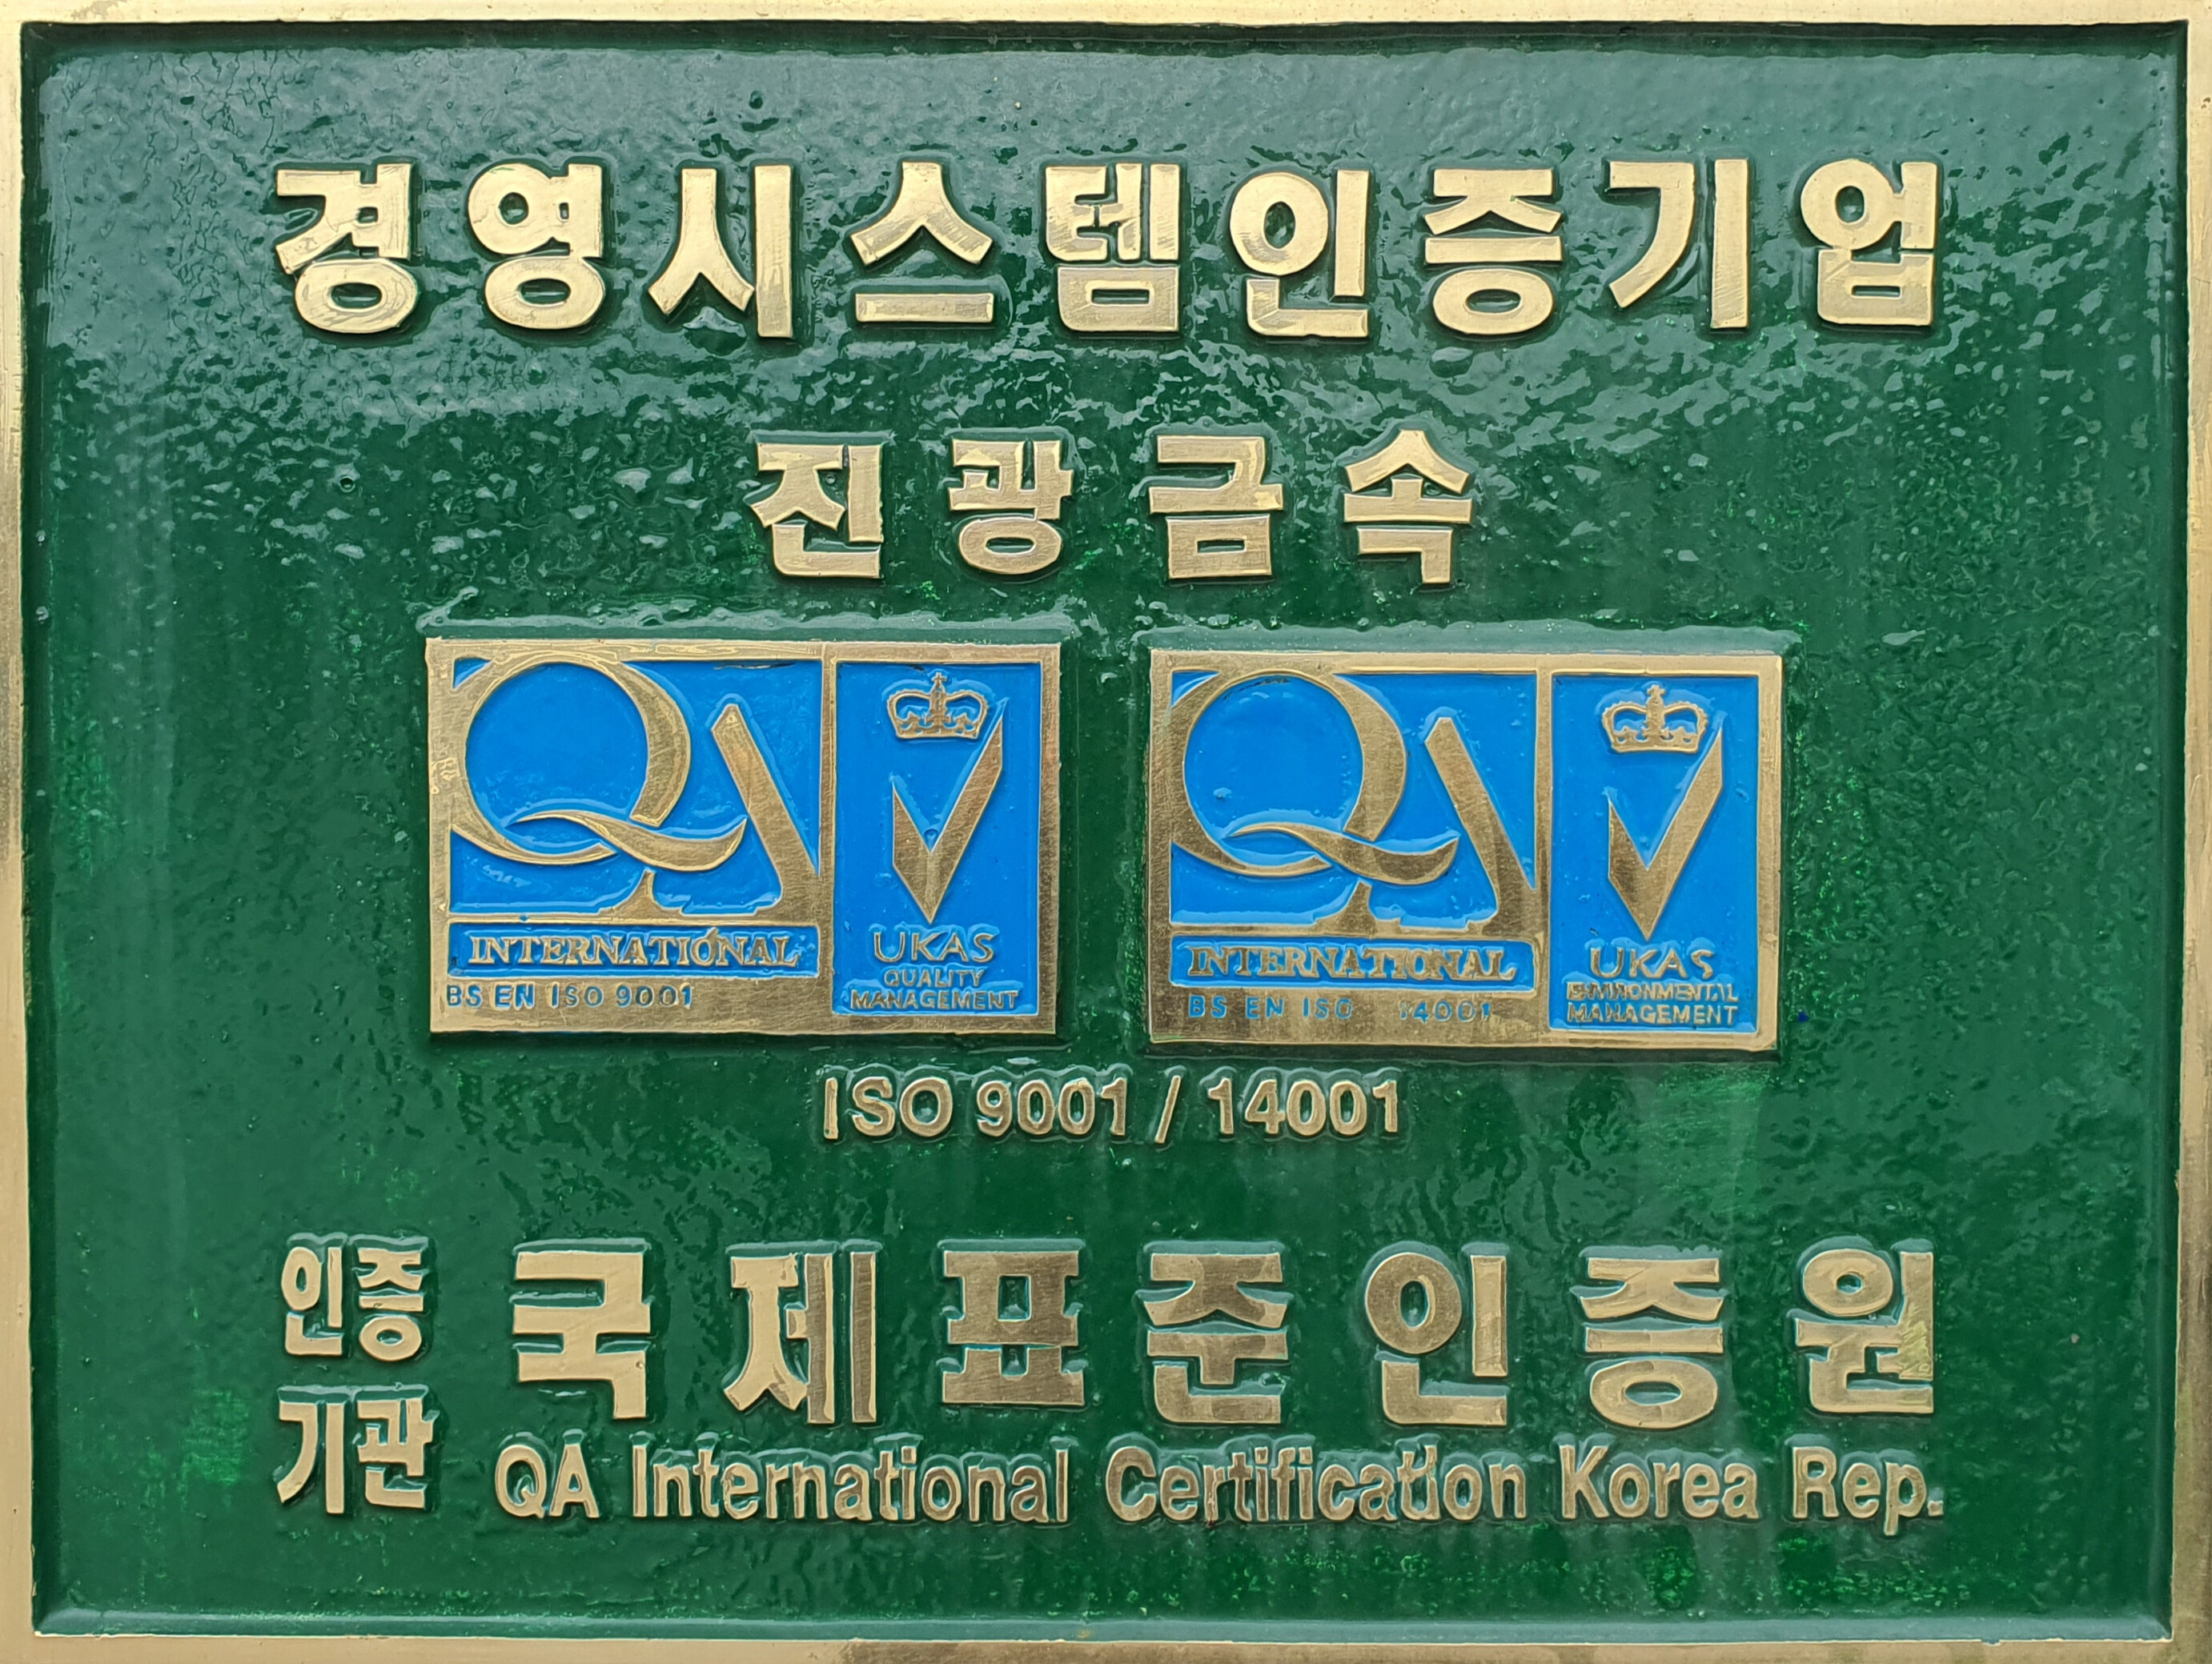 경영시스템인증기업
진광금속
QA
INTERNATIONAL
BS EN ISO 9001
UKAS
QUALITY
MANAGEMENT
QA
INTERNATIONAL
BS EN ISO 14001
UKAS
ENVIRONMENTAL
MANAGEMENT
ISO 9001 / 14001
인증
기관
국제표준인증원
QA International Certification Korea Rep.